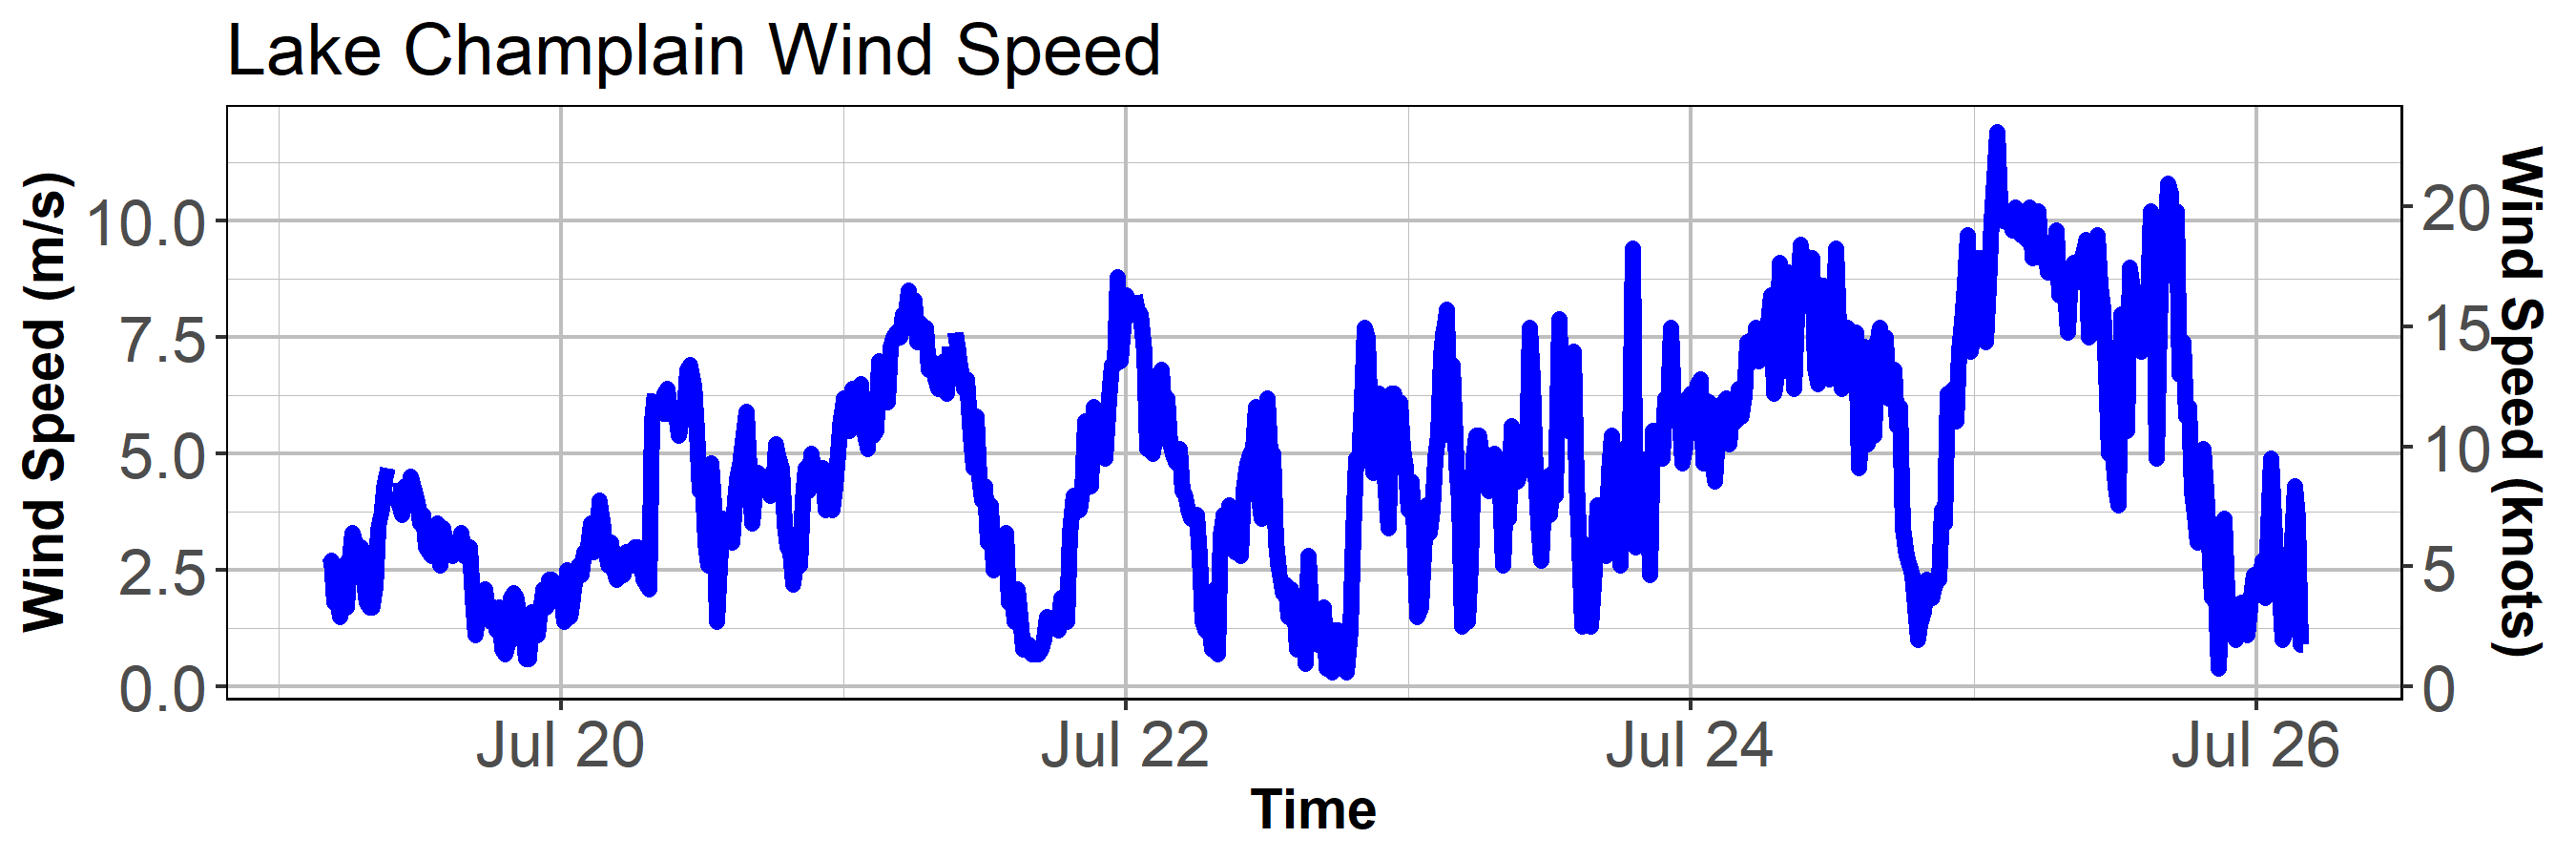 Lake Champlain Wind Speed
Wind Speed (m/s)
10.0
7.5
5.0
2.5
0.0
20
15
10
5
0
Wind Speed (knots)
Jul 20
Jul 22
Jul 24
Jul 26
Time